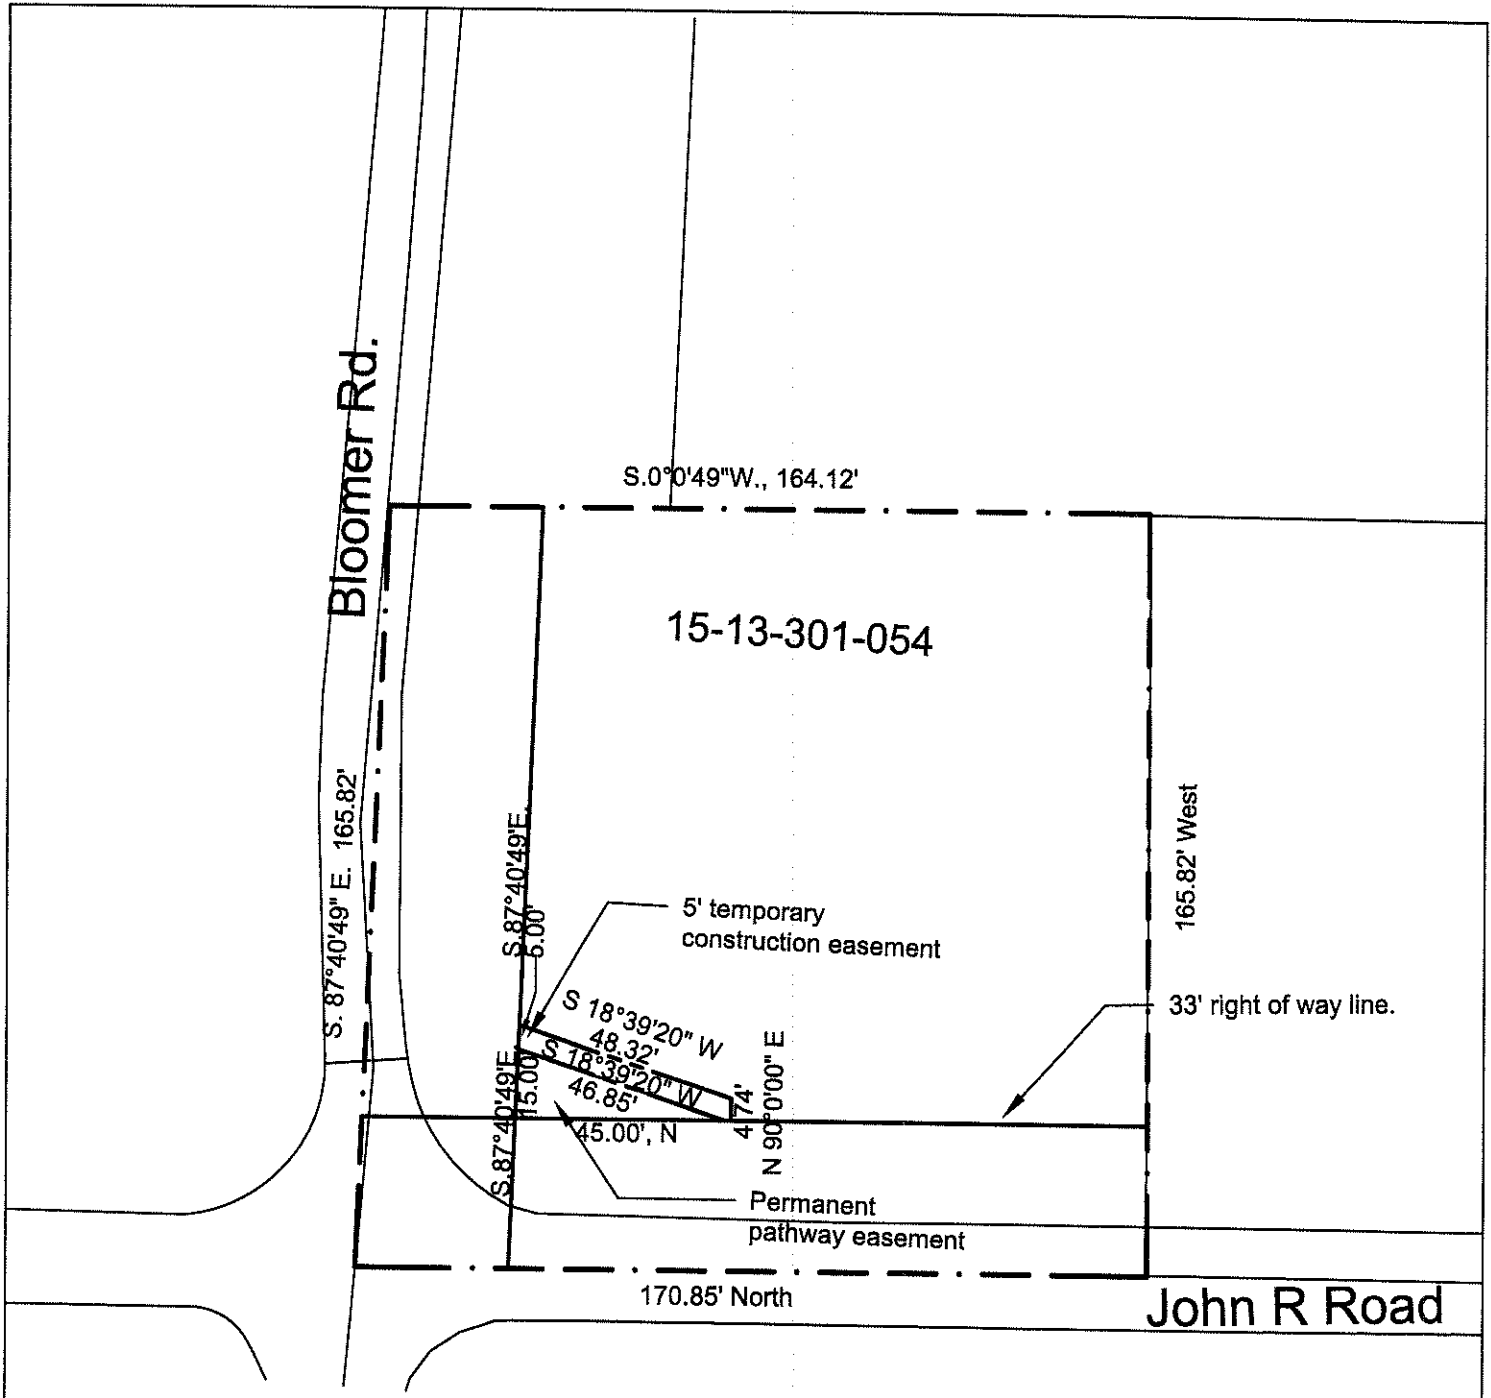 Bloomer Rd.
S.0°0'49"W., 164.12'
15-13-301-054
S. 87°40'49" E. 165.82'
S.87°40'49'E.
5.00'
165.82' West
5' temporary
construction easement
33' right of way line.
S 18°39'20" W
48.32'
S 18°39'20" W
46.85'
S.87°40'49'E
15.00'
45.00', N
4.74'
N 90°0'00" E
Permanent
pathway easement
170.85' North
John R Road